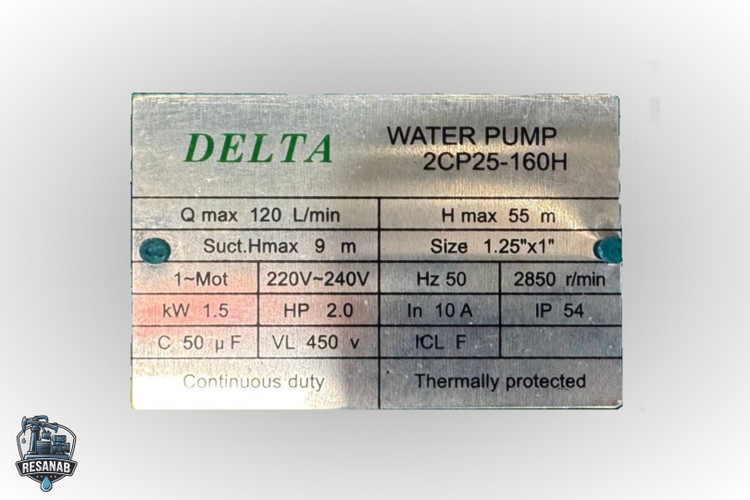 DELTA
WATER PUMP
2CP25-160H
Q max 120 L/min H max 55 m
Suct.Hmax 9 m Size 1.25"x1"
1~Mot 220V~240V Hz 50 2850 r/min
kW 1.5 HP 2.0 In 10 A IP 54
C 50 µ F VL 450 v ICL F
Continuous duty Thermally protected
RESANAB